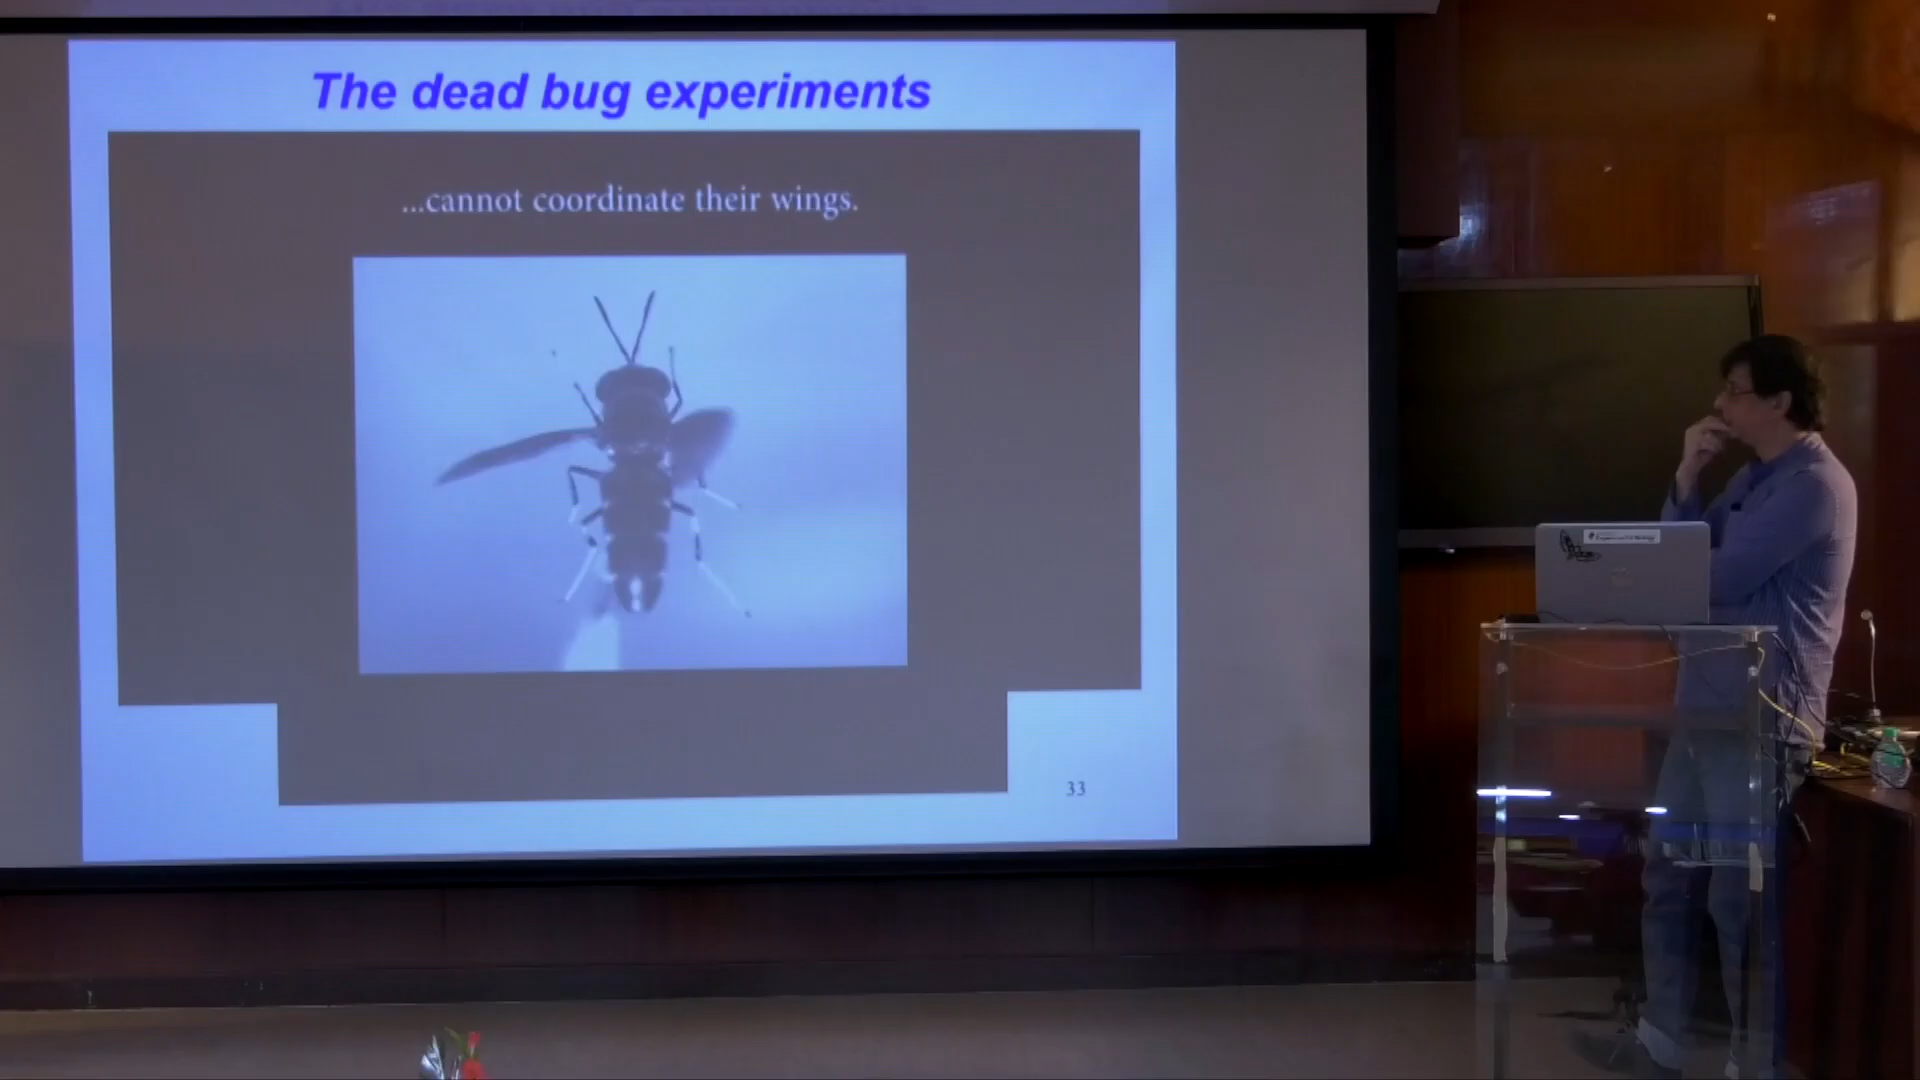 The dead bug experiments
...cannot coordinate their wings.
33